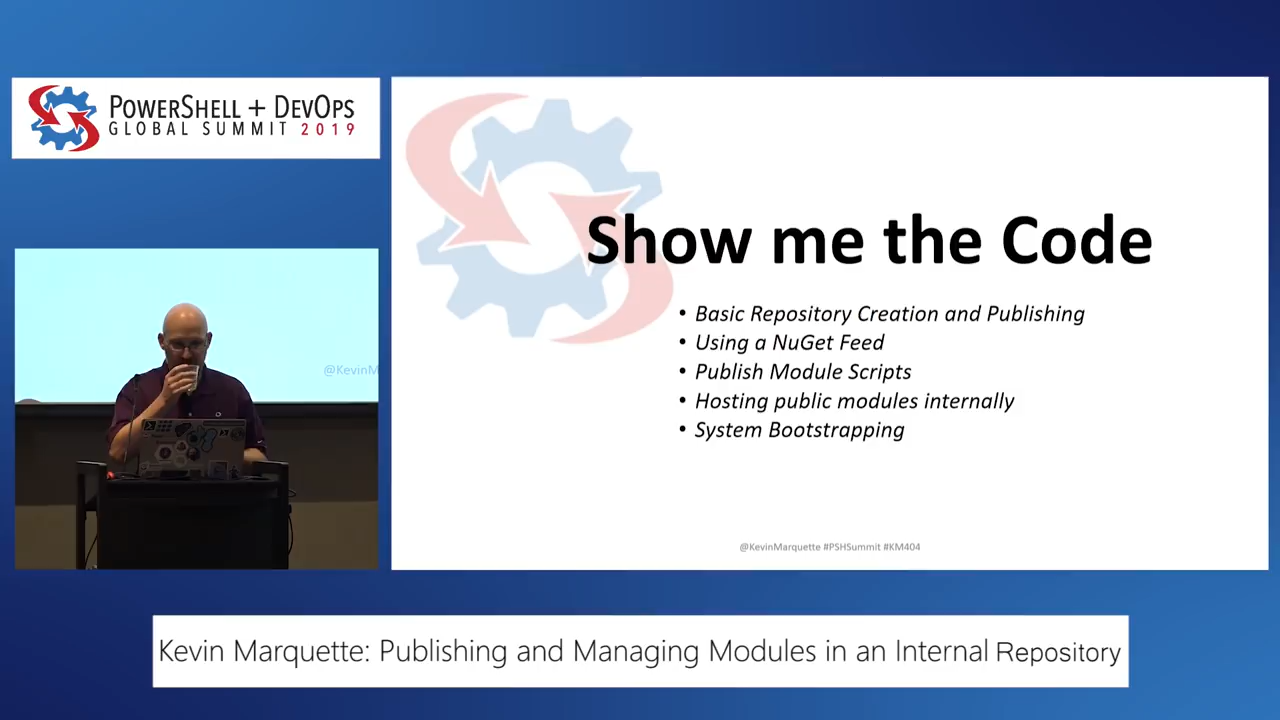 POWERSHELL + DEVOPS
GLOBAL SUMMIT 2019
Show me the Code
• Basic Repository Creation and Publishing
• Using a NuGet Feed
• Publish Module Scripts
• Hosting public modules internally
• System Bootstrapping
@KevinMarquette #PSHSummit #KM404
@KevinM
Kevin Marquette: Publishing and Managing Modules in an Internal Repository